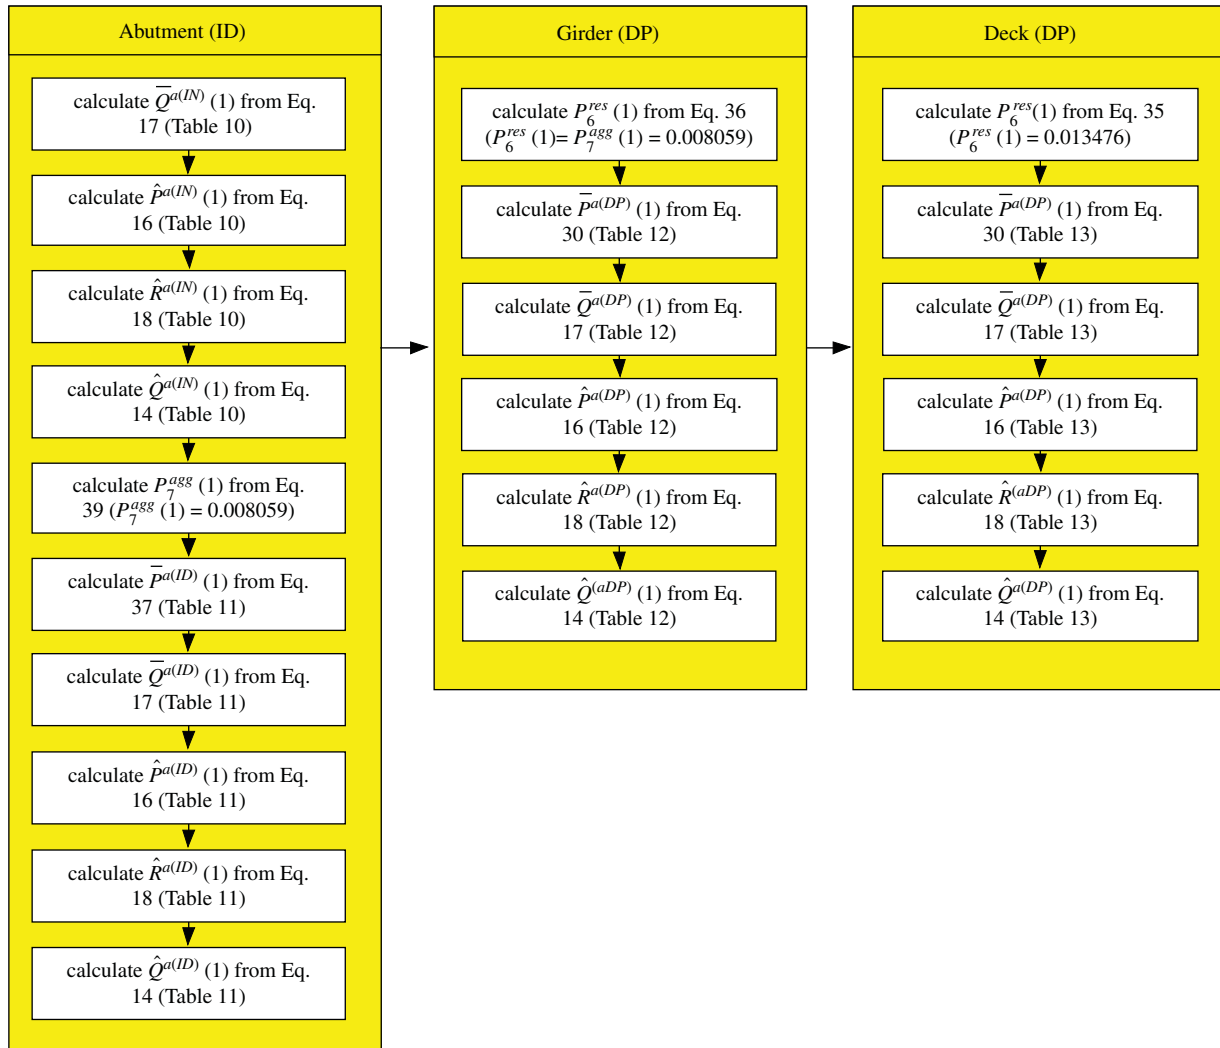 Abutment (ID)
calculate Q̅ᵃ⁽ᴵᴺ⁾ (1) from Eq.
17 (Table 10)
calculate P̂ᵃ⁽ᴵᴺ⁾ (1) from Eq.
16 (Table 10)
calculate R̂ᵃ⁽ᴵᴺ⁾ (1) from Eq.
18 (Table 10)
calculate Q̂ᵃ⁽ᴵᴺ⁾ (1) from Eq.
14 (Table 10)
calculate P₇ᵃᵍᵍ (1) from Eq.
39 (P₇ᵃᵍᵍ (1) = 0.008059)
calculate P̅ᵃ⁽ᴵᴰ⁾ (1) from Eq.
37 (Table 11)
calculate Q̅ᵃ⁽ᴵᴰ⁾ (1) from Eq.
17 (Table 11)
calculate P̂ᵃ⁽ᴵᴰ⁾ (1) from Eq.
16 (Table 11)
calculate R̂ᵃ⁽ᴵᴰ⁾ (1) from Eq.
18 (Table 11)
calculate Q̂ᵃ⁽ᴵᴰ⁾ (1) from Eq.
14 (Table 11)
Girder (DP)
calculate P₆ʳᵉˢ (1) from Eq. 36
(P₆ʳᵉˢ (1)= P₇ᵃᵍᵍ (1) = 0.008059)
calculate P̅ᵃ⁽ᴰᴾ⁾ (1) from Eq.
30 (Table 12)
calculate Q̅ᵃ⁽ᴰᴾ⁾ (1) from Eq.
17 (Table 12)
calculate P̂ᵃ⁽ᴰᴾ⁾ (1) from Eq.
16 (Table 12)
calculate R̂ᵃ⁽ᴰᴾ⁾ (1) from Eq.
18 (Table 12)
calculate Q̂⁽ᵃᴰᴾ⁾ (1) from Eq.
14 (Table 12)
Deck (DP)
calculate P₆ʳᵉˢ(1) from Eq. 35
(P₆ʳᵉˢ (1) = 0.013476)
calculate P̅ᵃ⁽ᴰᴾ⁾ (1) from Eq.
30 (Table 13)
calculate Q̅ᵃ⁽ᴰᴾ⁾ (1) from Eq.
17 (Table 13)
calculate P̂ᵃ⁽ᴰᴾ⁾ (1) from Eq.
16 (Table 13)
calculate R̂⁽ᵃᴰᴾ⁾ (1) from Eq.
18 (Table 13)
calculate Q̂ᵃ⁽ᴰᴾ⁾ (1) from Eq.
14 (Table 13)